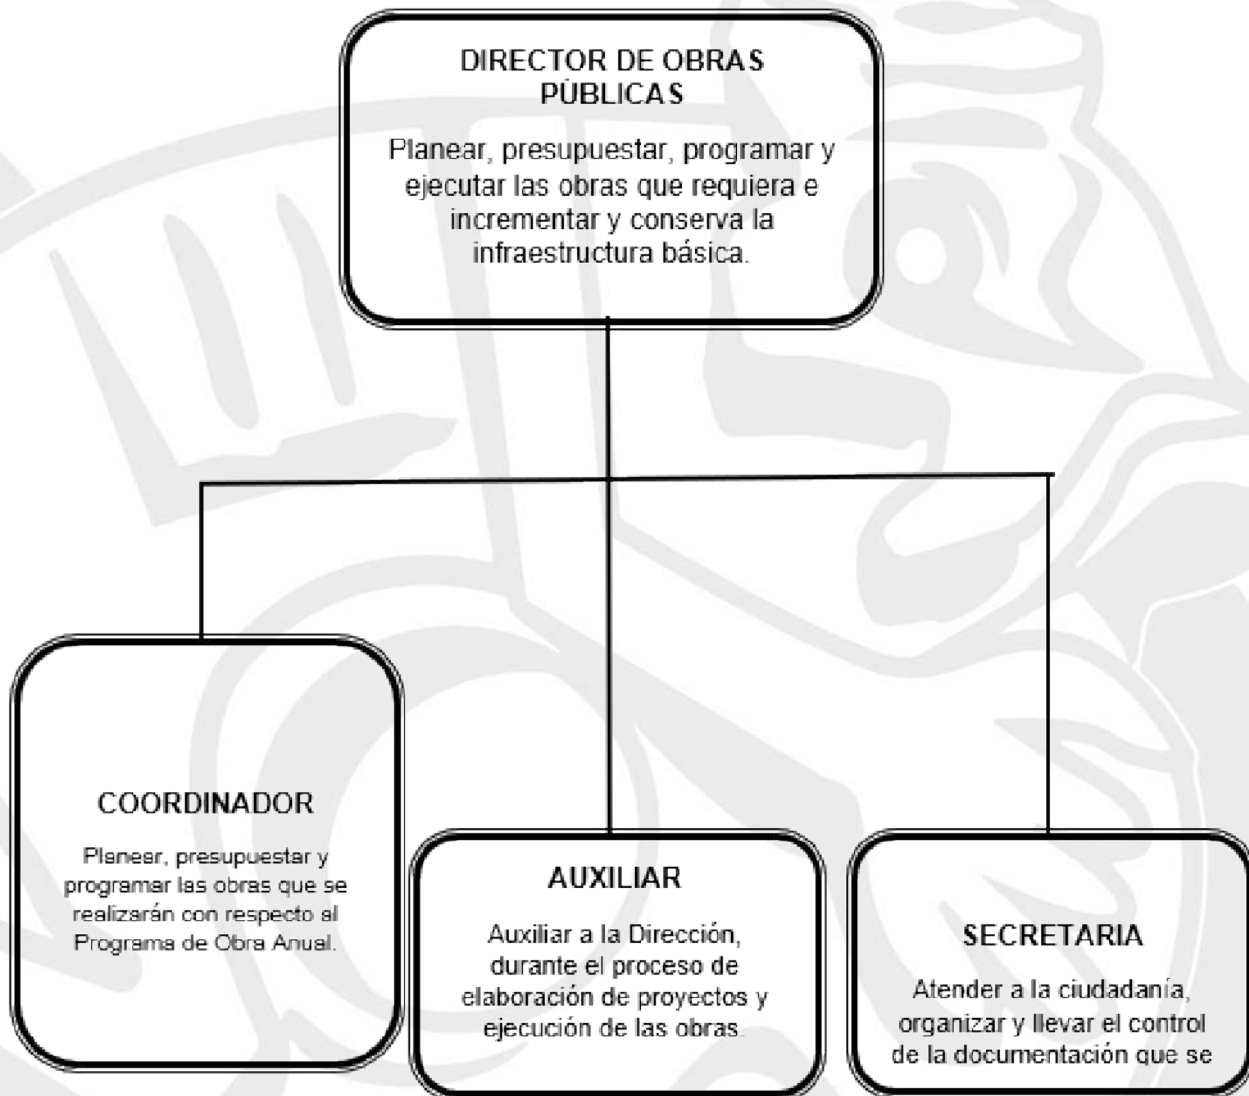 DIRECTOR DE OBRAS
PÚBLICAS
Planear, presupuestar, programar y
ejecutar las obras que requiera e
incrementar y conserva la
infraestructura básica.
COORDINADOR
Planear, presupuestar y
programar las obras que se
realizarán con respecto al
Programa de Obra Anual.
AUXILIAR
Auxiliar a la Dirección,
durante el proceso de
elaboración de proyectos y
ejecución de las obras.
SECRETARIA
Atender a la ciudadanía,
organizar y llevar el control
de la documentación que se